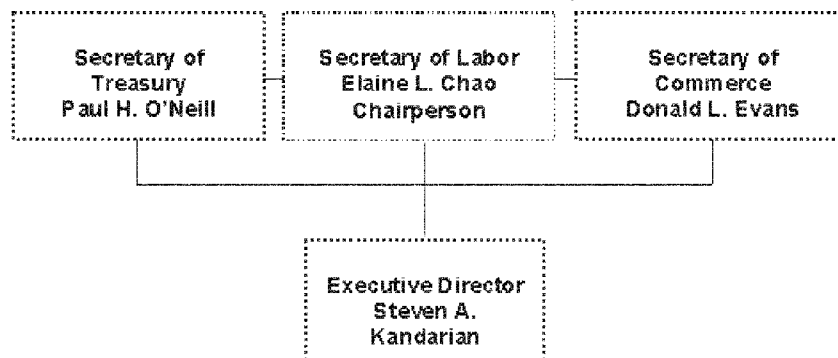 Secretary of
Treasury
Paul H. O'Neill
Secretary of Labor
Elaine L. Chao
Chairperson
Secretary of
Commerce
Donald L. Evans
Executive Director
Steven A.
Kandarian